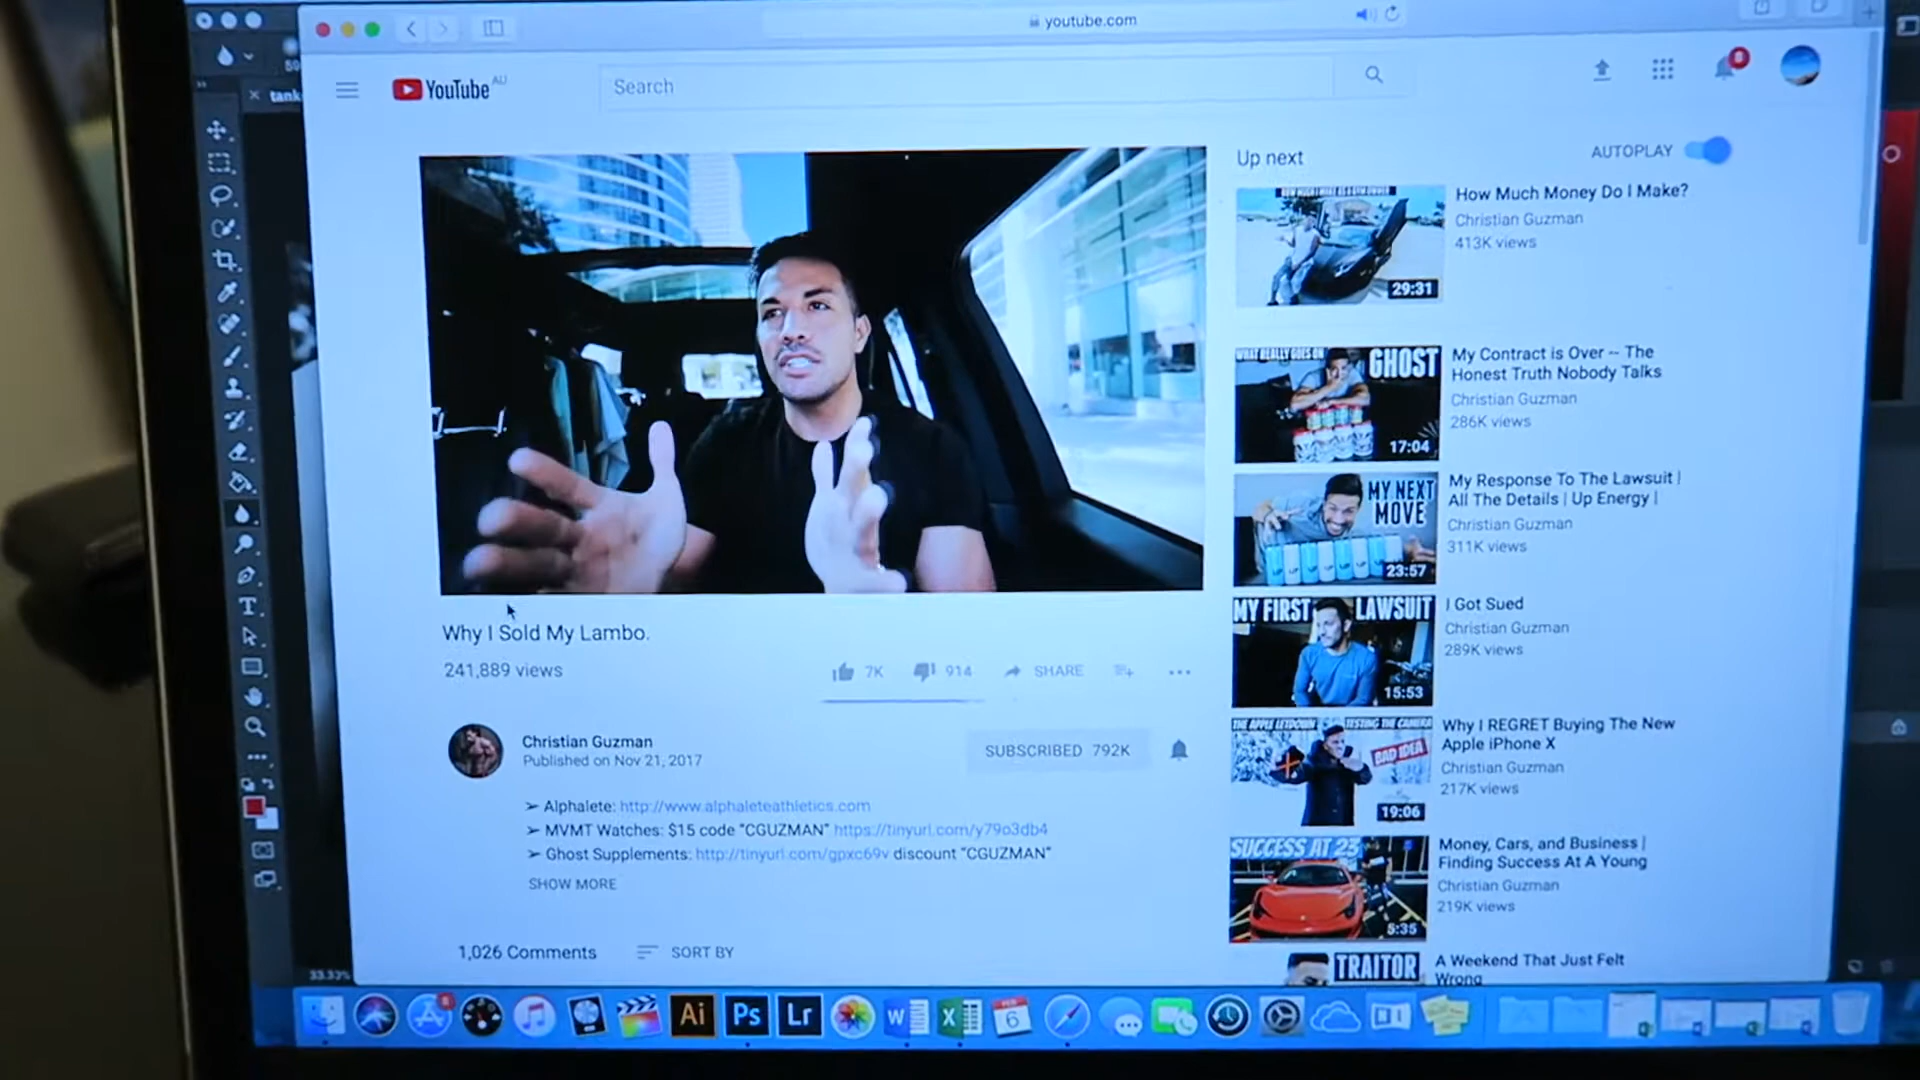 youtube.com
59
tank
YouTube AU
Search
8
Up next
AUTOPLAY
How Much Money Do I Make?
Christian Guzman
413K views
29:31
WHAT REALLY GOES ON
GHOST
17:04
My Contract is Over -- The
Honest Truth Nobody Talks
Christian Guzman
286K views
MY NEXT
MOVE
23:57
My Response To The Lawsuit |
All The Details | Up Energy |
Christian Guzman
311K views
MY FIRST LAWSUIT
15:53
I Got Sued
Christian Guzman
289K views
THE APPLE LETDOWN
TESTING THE CAMERA
BAD IDEA
19:06
Why I REGRET Buying The New
Apple iPhone X
Christian Guzman
217K views
SUCCESS AT 23
5:35
Money, Cars, and Business |
Finding Success At A Young
Christian Guzman
219K views
TRAITOR
A Weekend That Just Felt
Wrong
Why I Sold My Lambo.
241,889 views
7K
914
SHARE
Christian Guzman
Published on Nov 21, 2017
SUBSCRIBED 792K
➢ Alphalete: http://www.alphaleteathletics.com
➢ MVMT Watches: $15 code "CGUZMAN" https://tinyurl.com/y79o3db4
➢ Ghost Supplements: http://tinyurl.com/gpxc69v discount "CGUZMAN"
SHOW MORE
1,026 Comments
SORT BY
33.33%
T
Ai
Ps
Lr
W
X
FEB
6